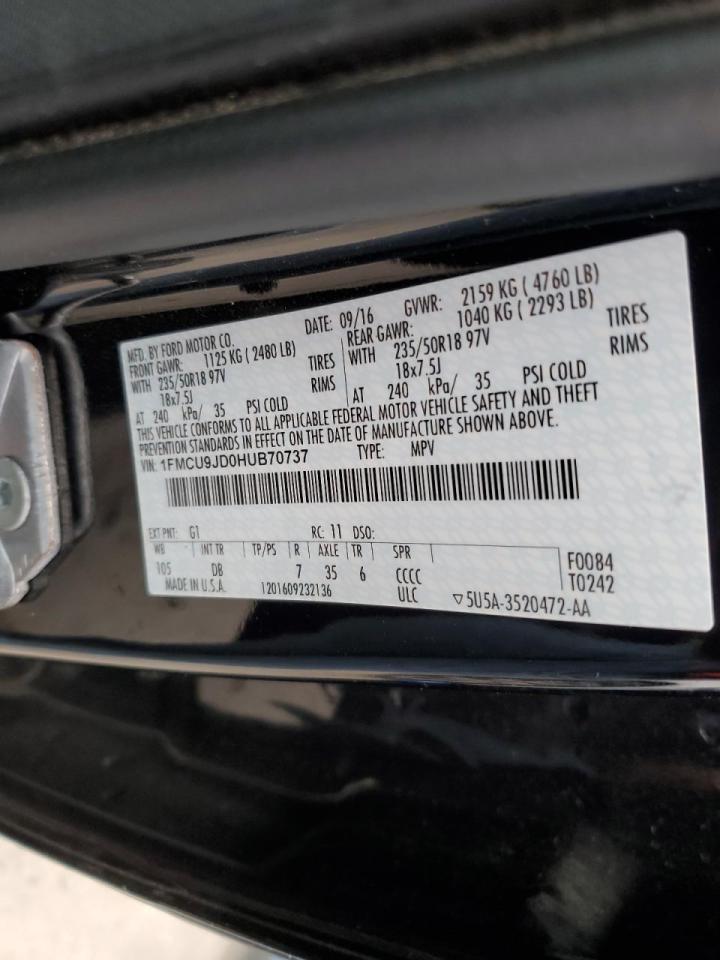 MFD. BY FORD MOTOR CO. DATE: 09/16 GVWR: 2159 KG ( 4760 LB)
FRONT GAWR: 1125 KG ( 2480 LB) REAR GAWR: 1040 KG ( 2293 LB)
WITH 235/50R18 97V TIRES WITH 235/50R18 97V TIRES
18x7.5J RIMS 18x7.5J RIMS
AT 240 kPa/ 35 PSI COLD AT 240 kPa/ 35 PSI COLD
THIS VEHICLE CONFORMS TO ALL APPLICABLE FEDERAL MOTOR VEHICLE SAFETY AND THEFT
PREVENTION STANDARDS IN EFFECT ON THE DATE OF MANUFACTURE SHOWN ABOVE.
VIN: 1FMCU9JD0HUB70737 TYPE: MPV
EXT PNT: G1 RC: 11 DSO:
WB INT TR TP/PS R AXLE TR SPR
105 DB 7 35 6 CCCC F0084
MADE IN U.S.A. 1201609232136 ULC T0242
▽5U5A-3520472-AA